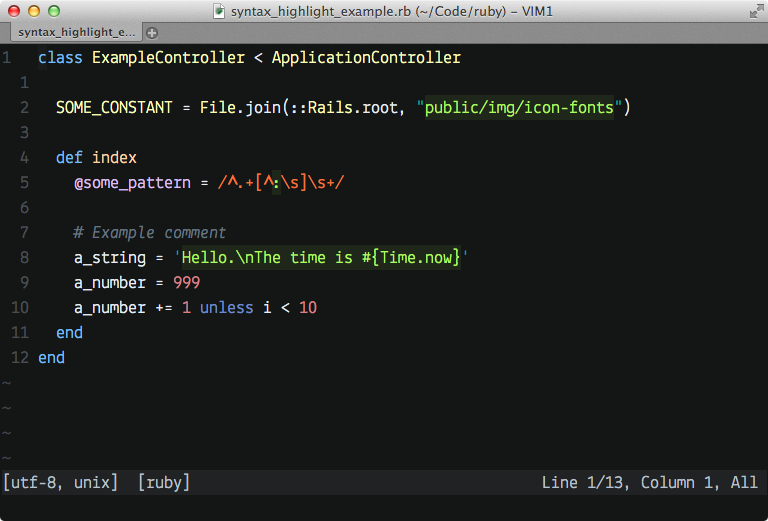 syntax_highlight_example.rb (~/Code/ruby) – VIM1
syntax_highlight_e...
1 class ExampleController < ApplicationController
1
2 SOME_CONSTANT = File.join(::Rails.root, "public/img/icon-fonts")
3
4 def index
5 @some_pattern = /^.+[^:\s]\s+/
6
7 # Example comment
8 a_string = 'Hello.\nThe time is #{Time.now}'
9 a_number = 999
10 a_number += 1 unless i < 10
11 end
12 end
~
~
~
~
[utf-8, unix] [ruby] Line 1/13, Column 1, All